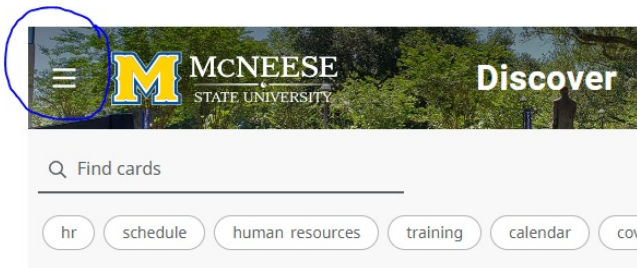 M McNEESE
STATE UNIVERSITY
Discover
Find cards
hr schedule human resources training calendar